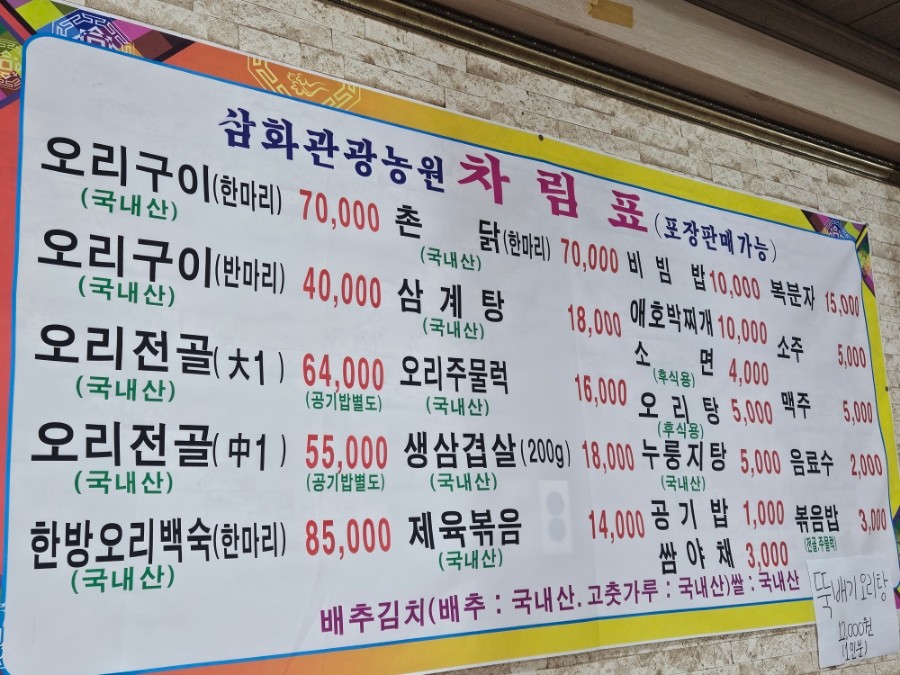 삼화관광농원 차림표 (포장판매가능)
오리구이(한마리) 70,000
(국내산)
오리구이(반마리) 40,000
(국내산)
오리전골(大1) 64,000
(국내산) (공기밥별도)
오리전골(中1) 55,000
(국내산) (공기밥별도)
한방오리백숙(한마리) 85,000
(국내산)
촌닭(한마리) 70,000
(국내산)
삼계탕 18,000
(국내산)
오리주물럭 16,000
(국내산)
생삼겹살(200g) 18,000
(국내산)
제육볶음 14,000
(국내산)
비빔밥 10,000
애호박찌개 10,000
소면 4,000
(후식용)
오리탕 5,000
(후식용)
누룽지탕 5,000
(국내산)
공기밥 1,000
쌈야채 3,000
복분자 15,000
소주 5,000
맥주 5,000
음료수 2,000
볶음밥 3,000
(전골,주물럭)
배추김치(배추 : 국내산. 고춧가루 : 국내산)쌀 : 국내산
뚝배기오리탕
12,000원
(1인분)